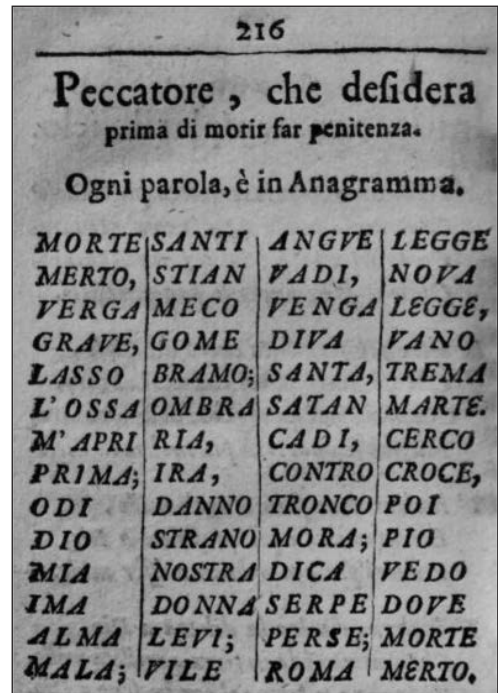 216
Peccatore, che deſidera
prima di morir far penitenza.
Ogni parola, è in Anagramma.
MORTE SANTI ANGVE LEGGE
MERTO, STIAN VADI, NOVA
VERGA MECO VENGA LEGGE,
GRAVE, GOME DIVA VANO
LASSO BRAMO; SANTA, TREMA
L'OSSA OMBRA SATAN MARTE.
M'APRI RIA, CADI, CERCO
PRIMA; IRA, CONTRO CROCE,
ODI DANNO TRONCO POI
DIO STRANO MORA; PIO
MIA NOSTRA DICA VEDO
IMA DONNA SERPE DOVE
ALMA LEVI; PERSE; MORTE
MALA; VILE ROMA MERTO.